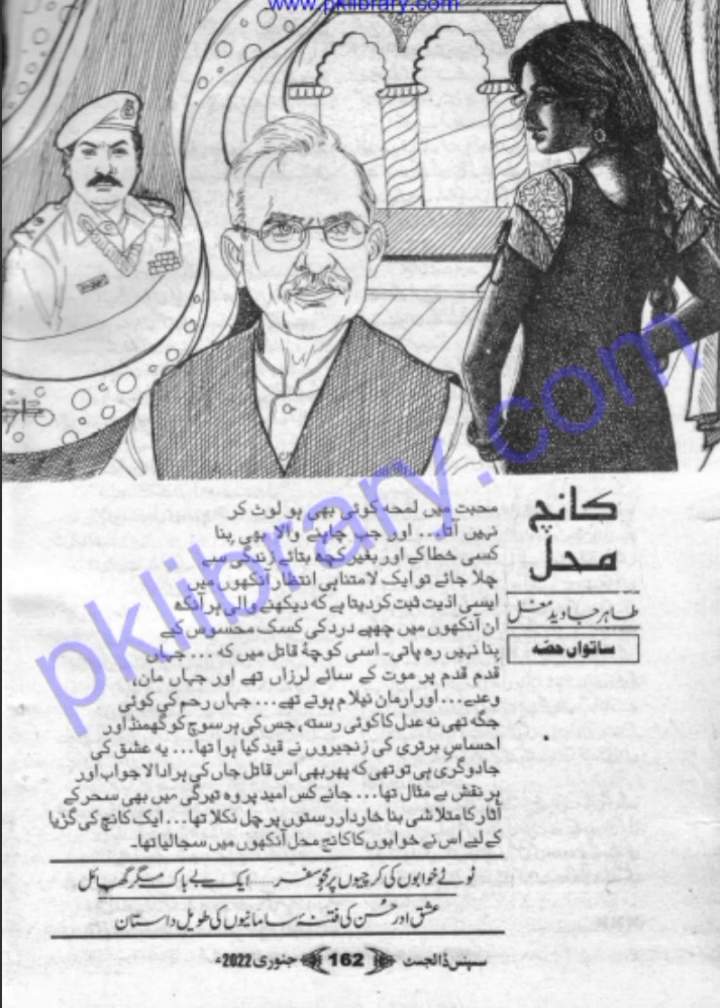 www.pklibrary.com
کانچ
محل
طاہر جاوید مغل
ساتواں حصہ
محبت میں لمحہ کوئی بھی ہو لوٹ کر
نہیں آتا... اور جب چاہنے والا بھی بنا
کسی خطا کے اور بغیر کچھ بتائے زندگی سے
چلا جائے تو ایک لامتناہی انتظار آنکھوں میں
ایسی اذیت ثبت کر دیتا ہے کہ دیکھنے والی ہر آنکھ
ان آنکھوں میں چھپے درد کی کسک محسوس کیے
بنا نہیں رہ پاتی۔ اسی کوچۂ قاتل میں کہ... جہاں
قدم قدم پر موت کے سائے لرزاں تھے اور جہاں مان،
وعدے... اور ارمان نیلام ہوتے تھے... جہاں رحم کی کوئی
جگہ تھی نہ عدل کا کوئی رستہ، جس کی ہر سوچ کو گھمنڈ اور
احساسِ برتری کی زنجیروں نے قید کیا ہوا تھا... یہ عشق کی
جادوگری ہی تو تھی کہ پھر بھی اس قاتل جاں کی ہر ادا لاجواب اور
ہر نقش بے مثال تھا... جانے کس امید پر وہ تیرگی میں بھی سحر کے
آثار کا متلاشی بنا خاردار رستوں پر چل نکلا تھا... ایک کانچ کی گڑیا
کے لیے اس نے خوابوں کا کانچ محل آنکھوں میں سجا لیا تھا۔
ٹوٹے خوابوں کی کرچیوں پر محوِ سفر...... ایک بے باک مگر گھائل
عشق اور حسن کی فتنہ سامانیوں کی طویل داستان
سسپنس ڈائجسٹ 162 جنوری 2022ء
pklibrary.com